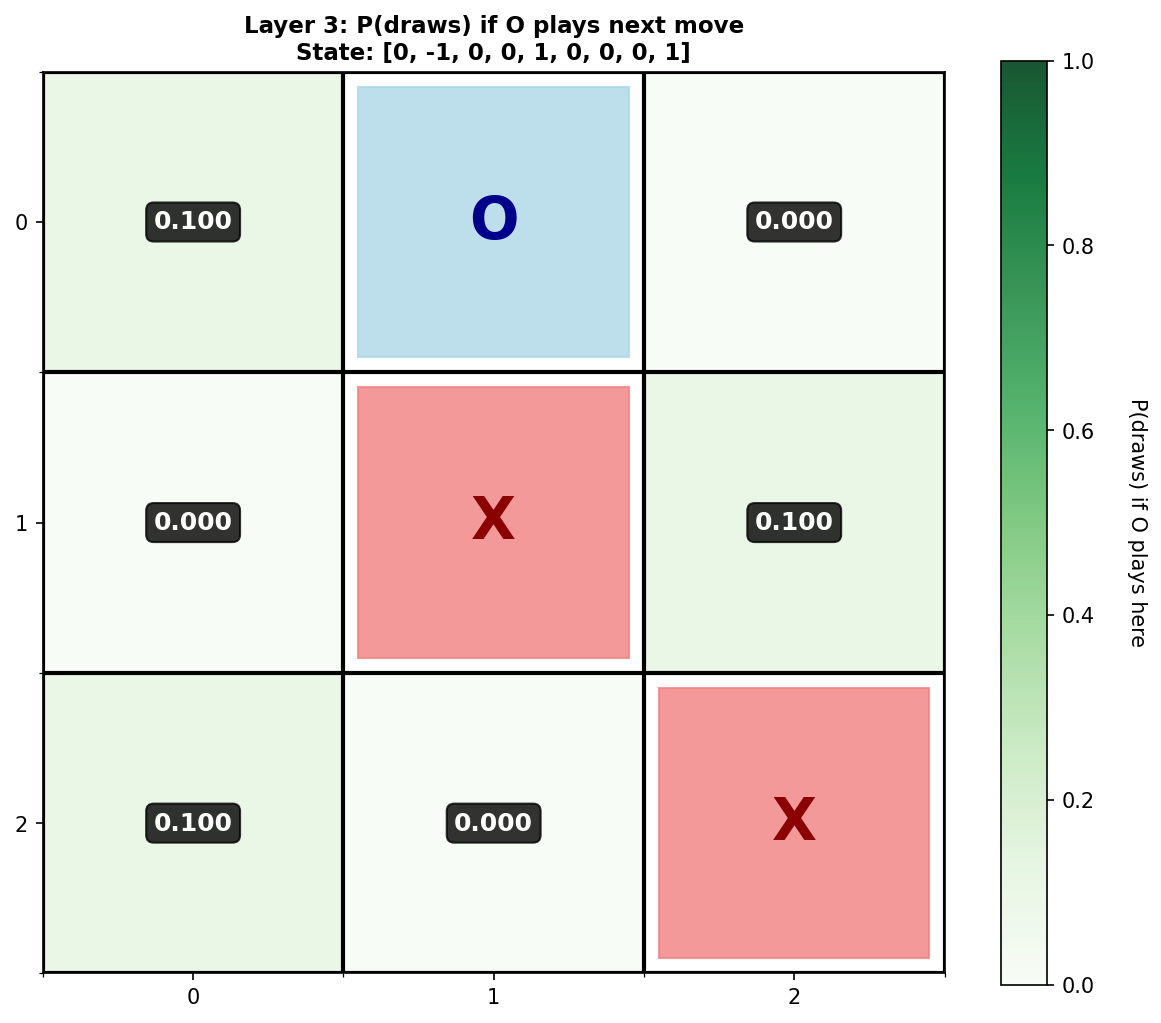 Layer 3: P(draws) if O plays next move
State: [0, -1, 0, 0, 1, 0, 0, 0, 1]
0.100 O 0.000
0.000 X 0.100
0.100 0.000 X
0
1
2
0 1 2
1.0
0.8
0.6
0.4
0.2
0.0
P(draws) if O plays here